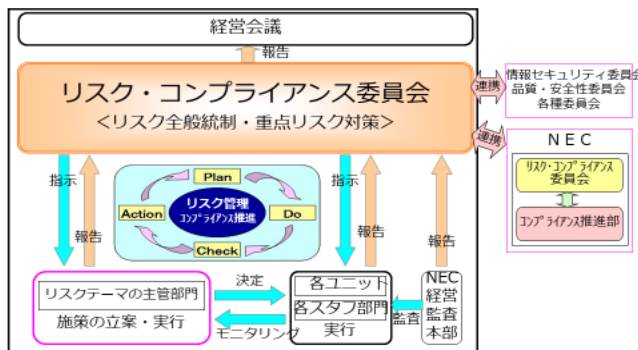 経営会議
報告
リスク・コンプライアンス委員会
<リスク全般統制・重点リスク対策>
連携
情報セキュリティ委員会
品質・安全性委員会
各種委員会
連携
NEC
リスク・コンプライアンス
委員会
コンプライアンス推進部
指示
報告
Plan
Do
Check
Action
リスク管理
コンプライアンス推進
指示
報告
報告
リスクテーマの主管部門
施策の立案・実行
決定
モニタリング
各ユニット
各スタフ部門
実行
監査
NEC
経営
監査
本部